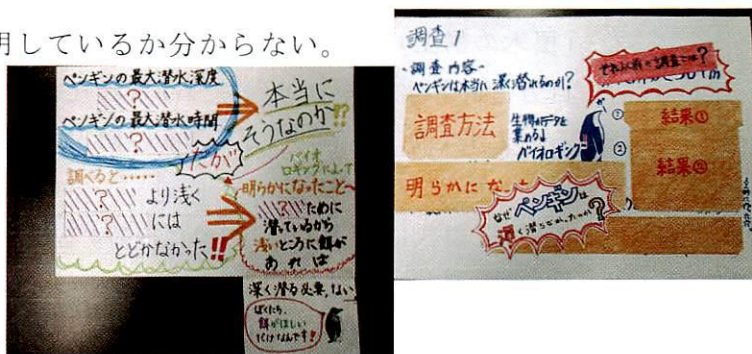 明しているか分からない。
ペンギンの最大潜水深度
?
ペンギンの最大潜水時間
?
本当に
そうなのか!?
だが
調べると……
? より浅く
? には
とどかなかった!!
バイオ
ロギングによって
明らかになったこと〜
? ために
潜っているから
浅いところに餌が
あれば
深く潜る必要、ない
ぼくたち、
餌がほしい
だけなんです!
調査1
・調査内容・
ペンギンは本当に深く潜れるのか?
それ以前の調査では?
調査方法
生物のデータを
集める
バイオロギング
①
結果①
②
結果②
明らかに な
なぜペンギンは
深く潜らなかったのか?